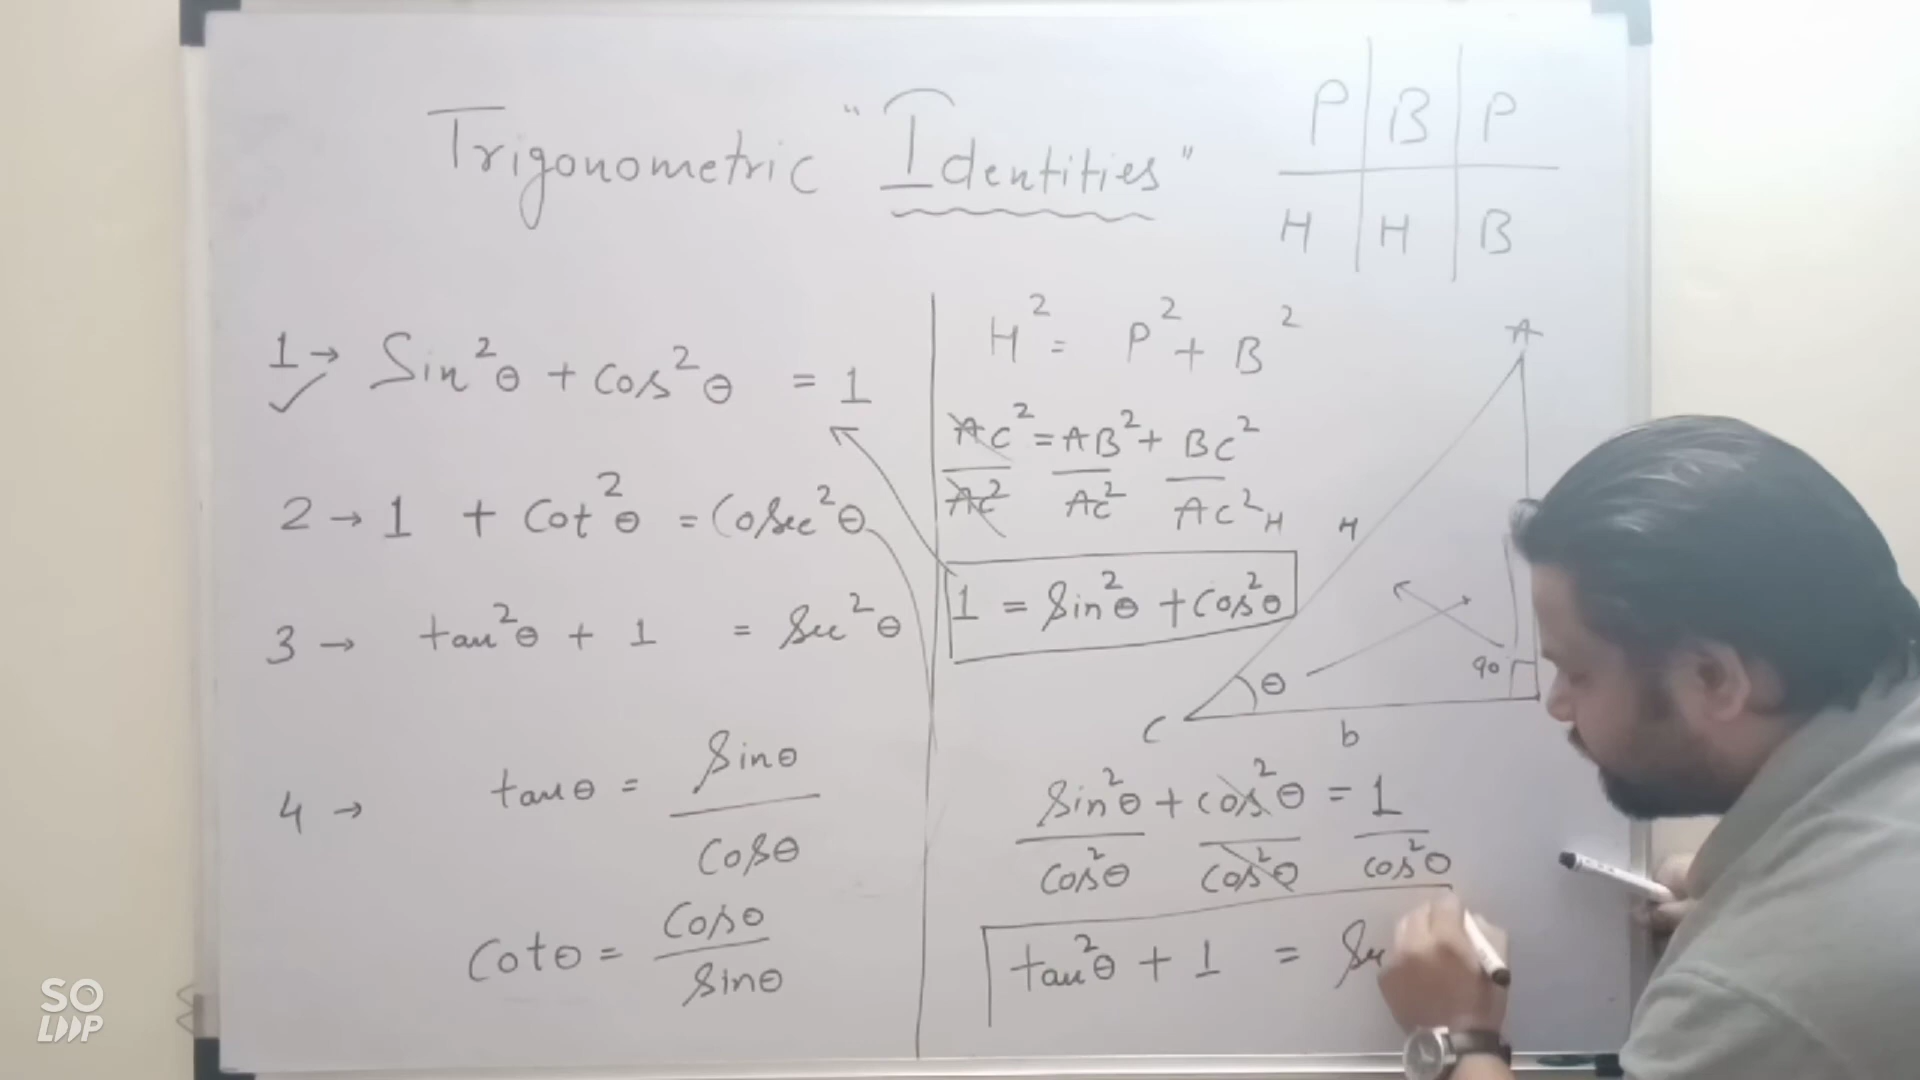 Trigonometric "Identities"
P B P
H H B
1 → Sin²θ + Cos²θ = 1
2 → 1 + Cot²θ = Cosec²θ
3 → tan²θ + 1 = Sec²θ
4 → tanθ = Sinθ / Cosθ
Cotθ = Cosθ / Sinθ
H² = P² + B²
AC² = AB² + BC²
AC² AC² AC² H
1 = Sin²θ + Cos²θ
A
H
90
θ
C
b
Sin²θ + Cos²θ = 1
Cos²θ Cos²θ Cos²θ
tan²θ + 1 =
SO
LOOP